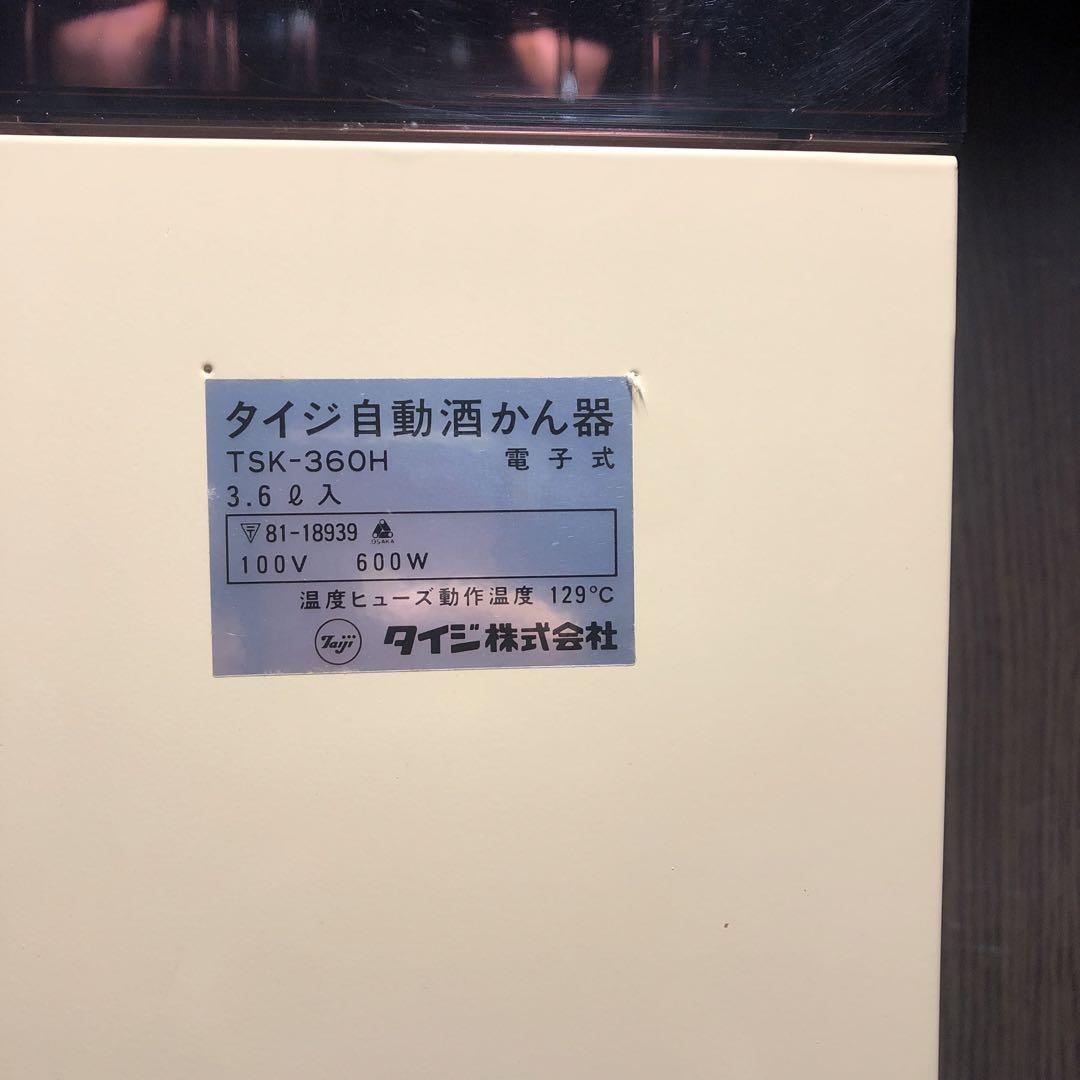 タイジ自動酒かん器
TSK-360H 電子式
3.6ℓ入
〒81-18939 OSAKA
100V 600W
温度ヒューズ動作温度 129℃
Taiji タイジ株式会社